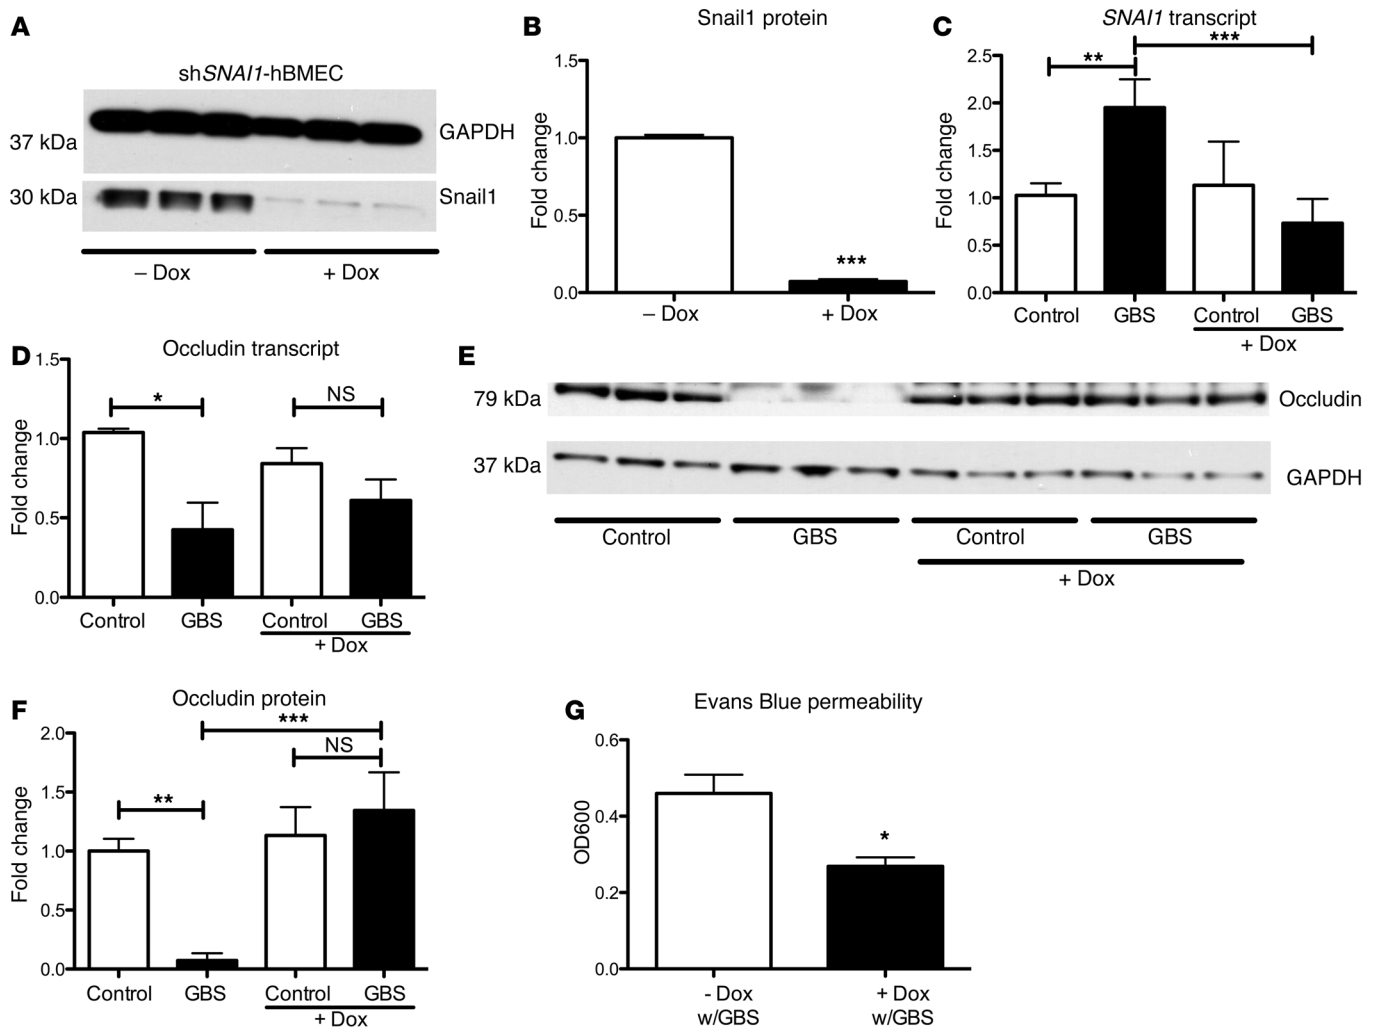 A
shSNAI1-hBMEC
37 kDa
GAPDH
30 kDa
Snail1
– Dox
+ Dox
B
Snail1 protein
Fold change
1.5
1.0
0.5
0.0
***
– Dox
+ Dox
C
SNAI1 transcript
Fold change
2.5
2.0
1.5
1.0
0.5
0.0
**
***
Control
GBS
Control
GBS
+ Dox
D
Occludin transcript
Fold change
1.5
1.0
0.5
0.0
*
NS
Control
GBS
Control
GBS
+ Dox
E
79 kDa
Occludin
37 kDa
GAPDH
Control
GBS
Control
GBS
+ Dox
F
Occludin protein
Fold change
2.0
1.5
1.0
0.5
0.0
***
NS
**
Control
GBS
Control
GBS
+ Dox
G
Evans Blue permeability
OD600
0.6
0.4
0.2
0.0
*
- Dox
w/GBS
+ Dox
w/GBS